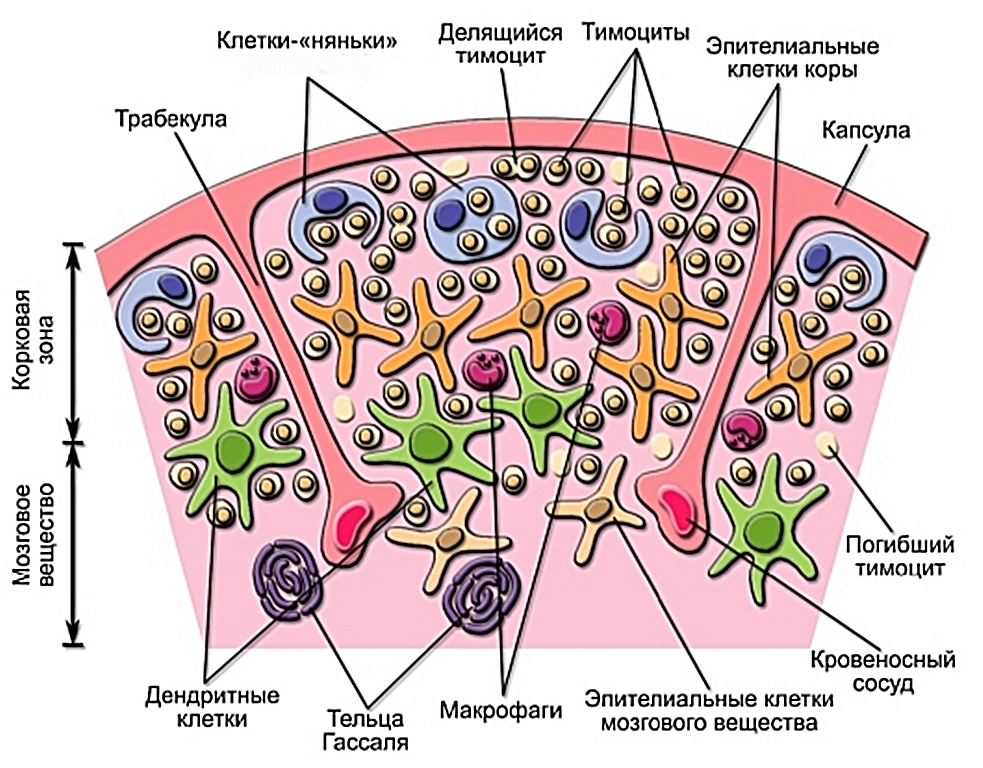 Клетки-«няньки»
Делящийся
тимоцит
Тимоциты
Эпителиальные
клетки коры
Трабекула
Капсула
Корковая
зона
Мозговое
вещество
Погибший
тимоцит
Кровеносный
сосуд
Дендритные
клетки
Тельца
Гассаля
Макрофаги
Эпителиальные клетки
мозгового вещества